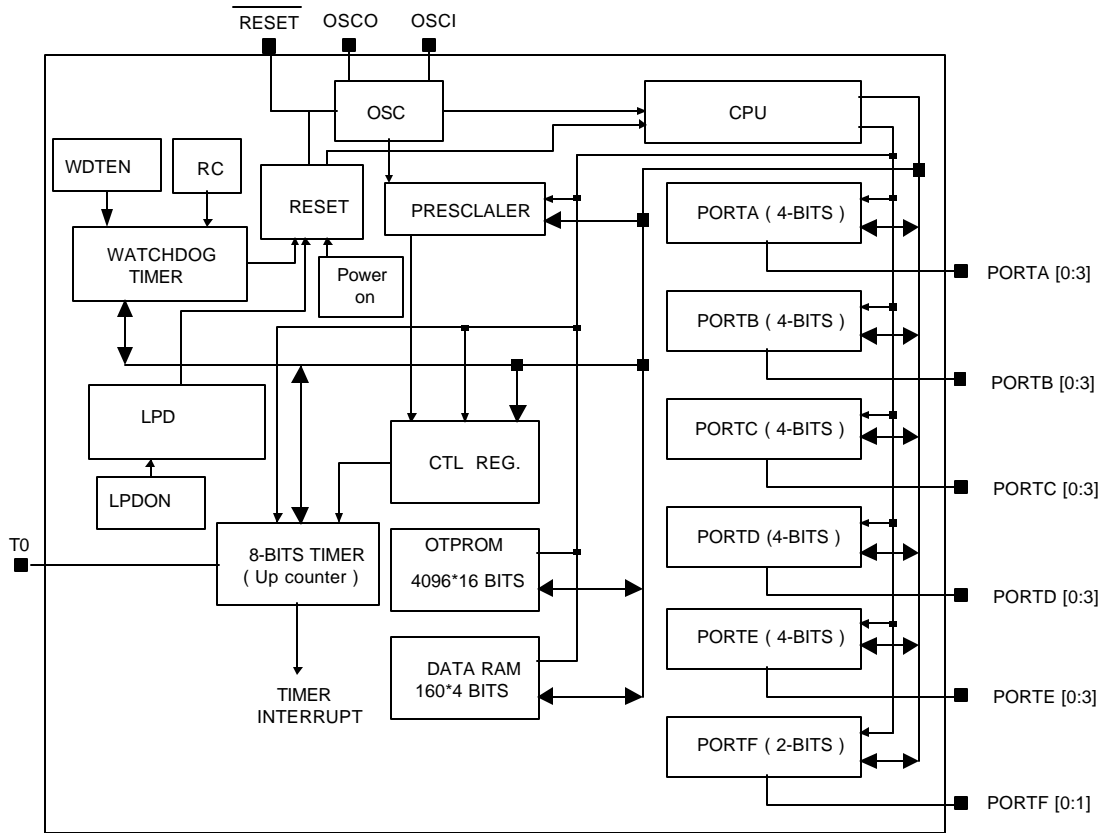 RESET OSCO OSCI
OSC
CPU
WDTEN
RC
RESET
PRESCLALER
PORTA ( 4-BITS )
WATCHDOG
TIMER
Power
on
PORTA [0:3]
PORTB ( 4-BITS )
PORTB [0:3]
LPD
PORTC ( 4-BITS )
CTL REG.
LPDON
PORTC [0:3]
T0
8-BITS TIMER
( Up counter )
OTPROM
4096*16 BITS
PORTD (4-BITS )
PORTD [0:3]
PORTE ( 4-BITS )
DATA RAM
160*4 BITS
TIMER
INTERRUPT
PORTE [0:3]
PORTF ( 2-BITS )
PORTF [0:1]